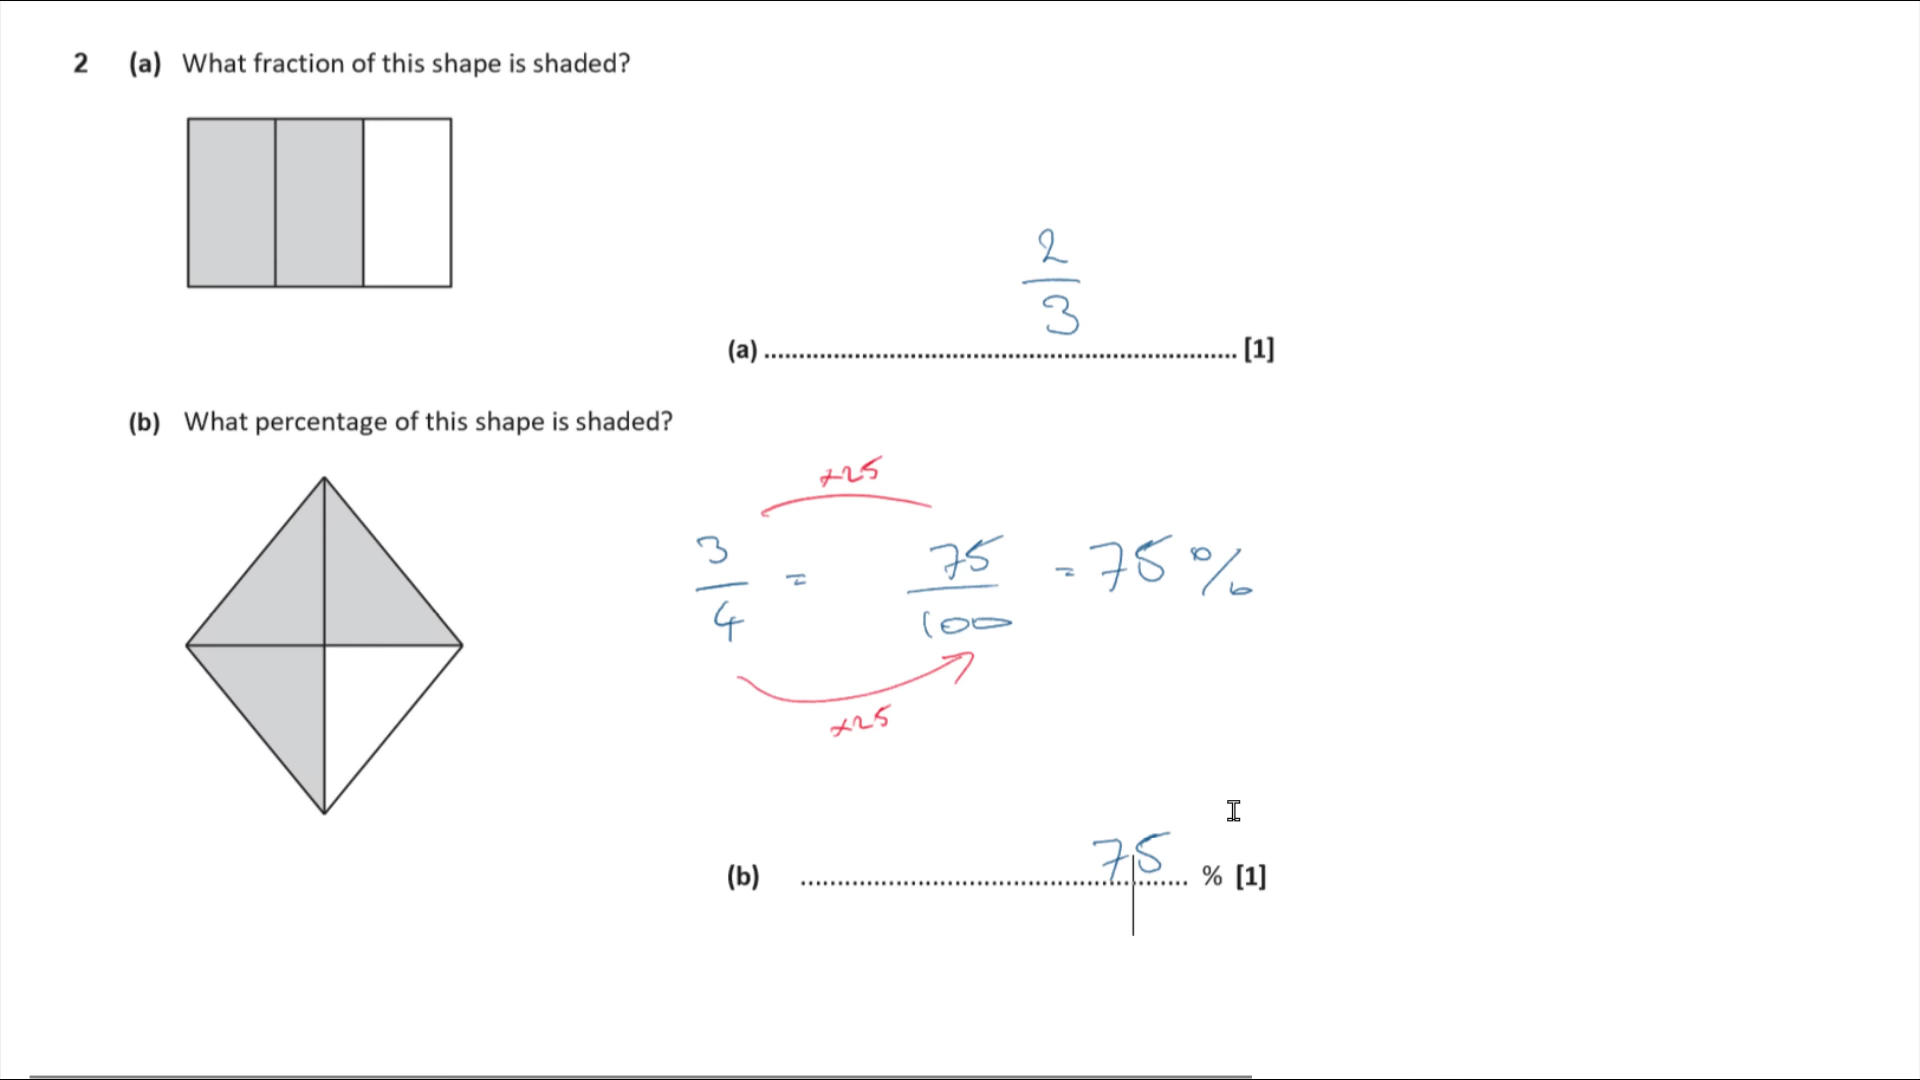 2 (a) What fraction of this shape is shaded?
2
3
(a) ........................................ [1]
(b) What percentage of this shape is shaded?
×25
3/4 = 75/100 = 75%
×25
(b) ........................................ 75 % [1]